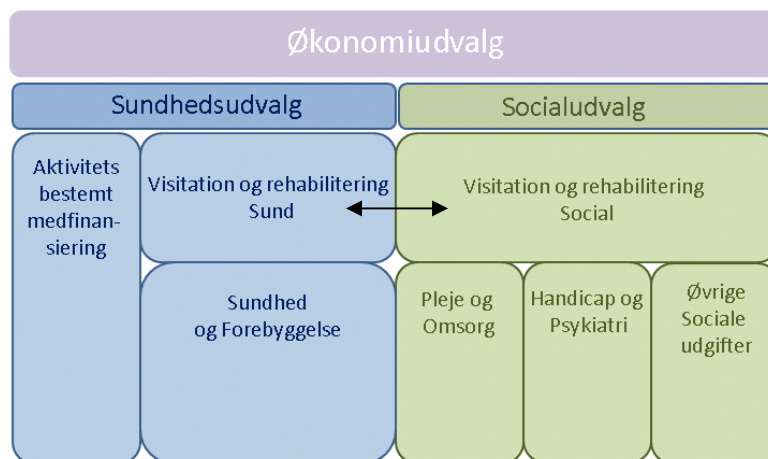 Økonomiudvalg
Sundhedsudvalg
Socialudvalg
Aktivitets
bestemt
medfinan-
siering
Visitation og rehabilitering
Sund
Visitation og rehabilitering
Social
Sundhed
og Forebyggelse
Pleje og
Omsorg
Handicap og
Psykiatri
Øvrige
Sociale
udgifter